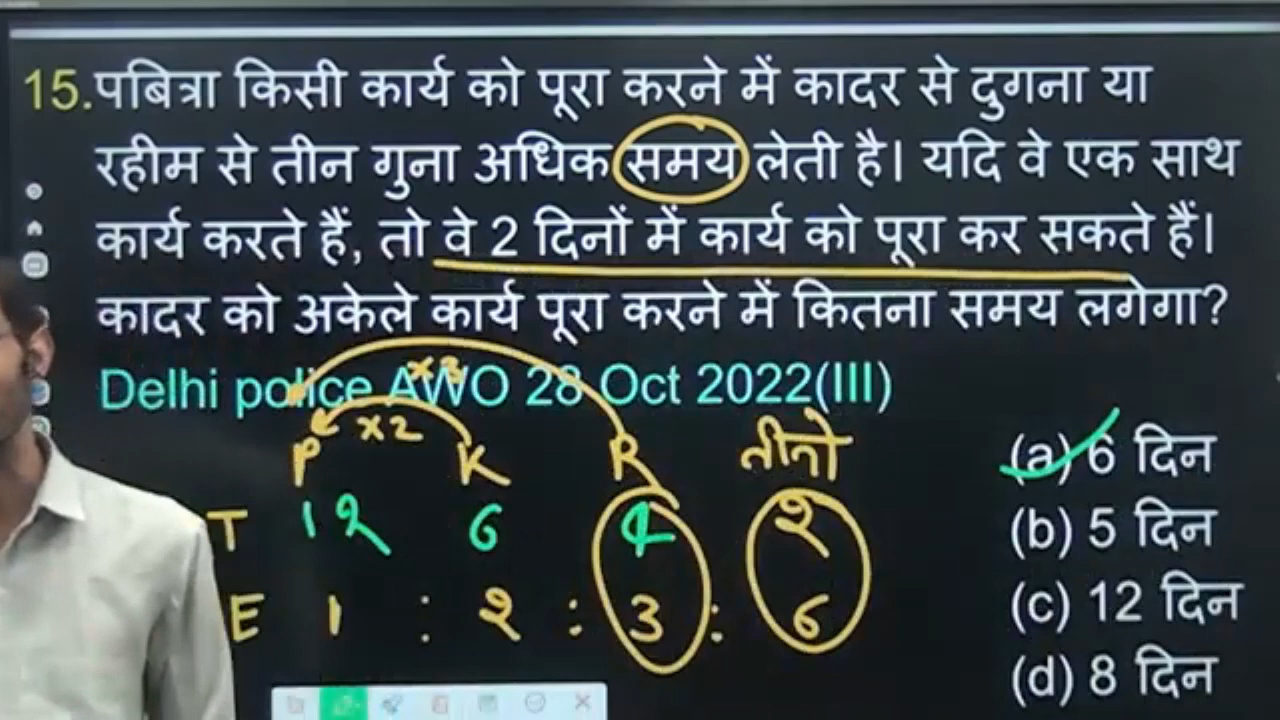 15.पबित्रा किसी कार्य को पूरा करने में कादर से दुगना या
रहीम से तीन गुना अधिक समय लेती है। यदि वे एक साथ
कार्य करते हैं, तो वे 2 दिनों में कार्य को पूरा कर सकते हैं।
कादर को अकेले कार्य पूरा करने में कितना समय लगेगा?
Delhi police AWO 28 Oct 2022(III)
×3
×2
P K R तीनो
T 12 6 4 2
E 1 : 2 : 3 : 6
(a) 6 दिन
(b) 5 दिन
(c) 12 दिन
(d) 8 दिन